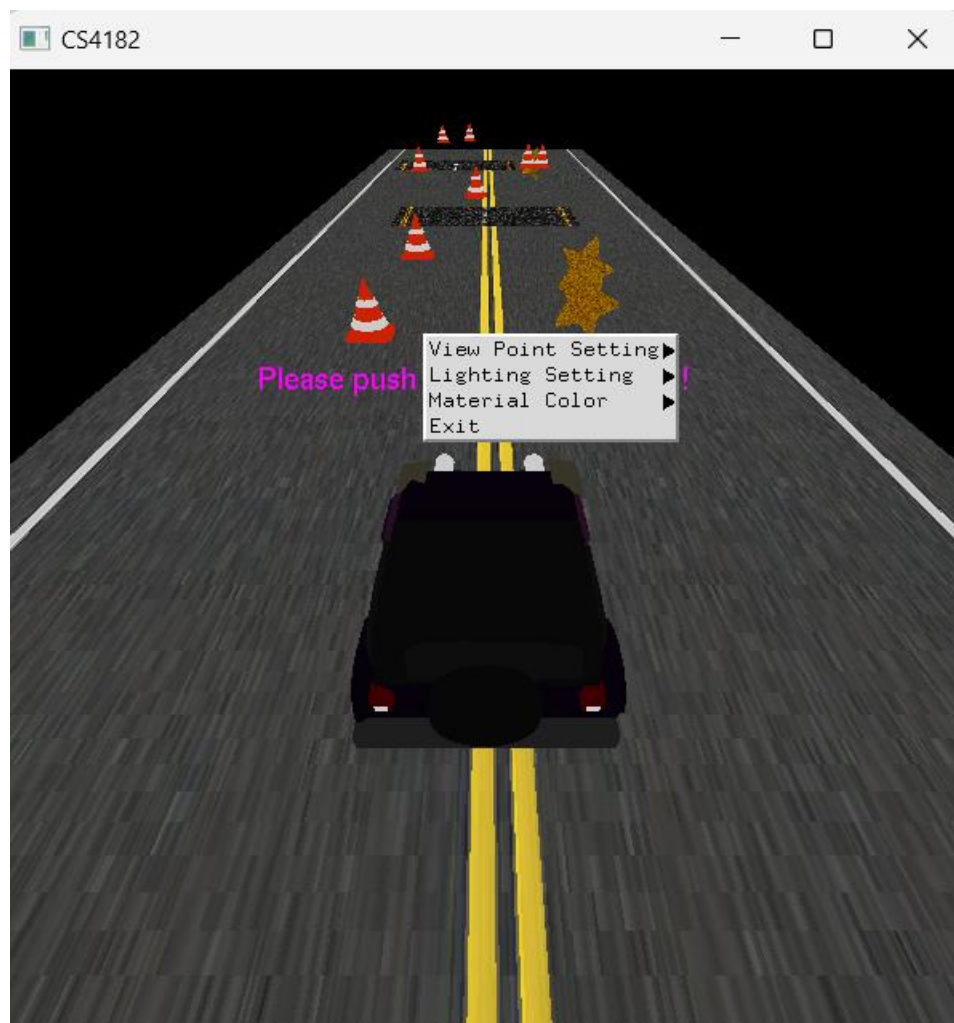 CS4182
View Point Setting
Please push Lighting Setting !
Material Color
Exit